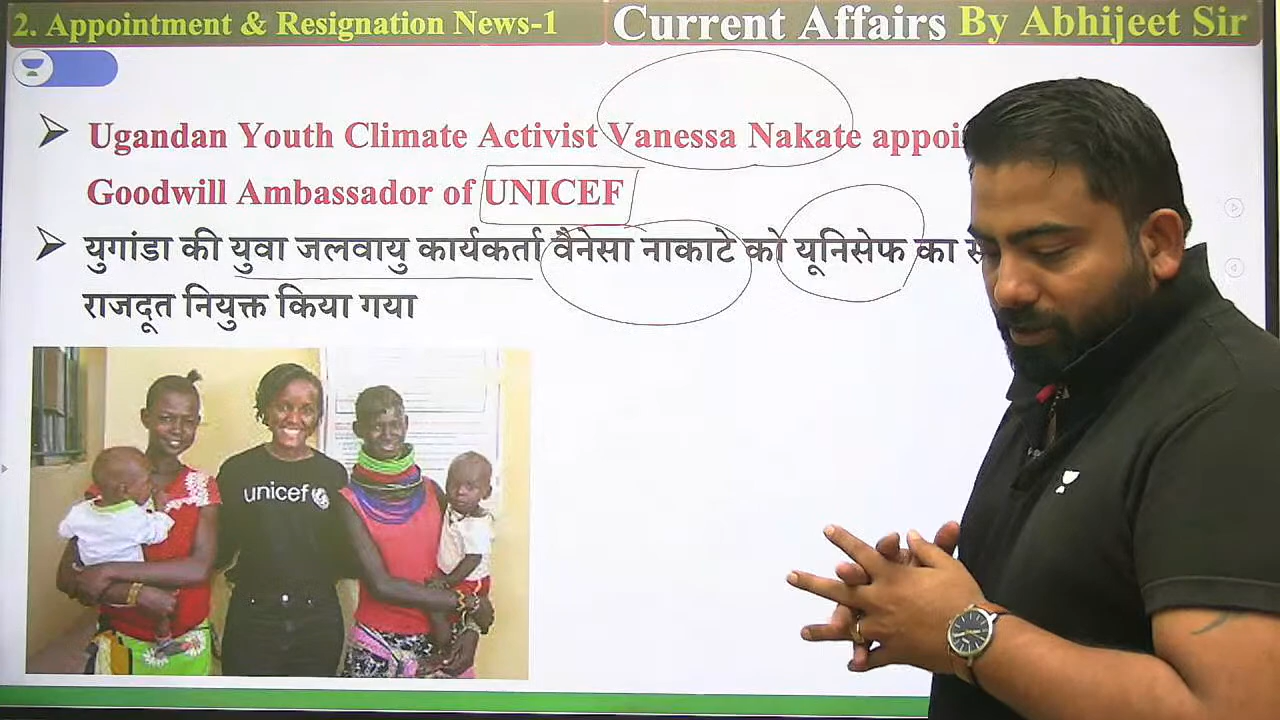 2. Appointment & Resignation News-1
Current Affairs By Abhijeet Sir
Ugandan Youth Climate Activist Vanessa Nakate
Goodwill Ambassador of UNICEF
युगांडा की युवा जलवायु कार्यकर्ता वैनेसा नाकाटे को यूनिसेफ का
राजदूत नियुक्त किया गया
unicef